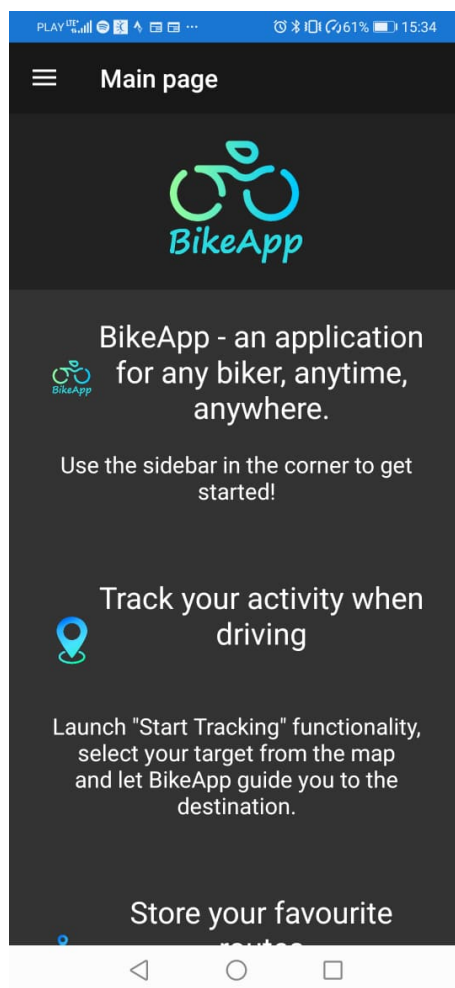 PLAY LTE 61% 15:34
Main page
BikeApp
BikeApp - an application
for any biker, anytime,
BikeApp
anywhere.
Use the sidebar in the corner to get
started!
Track your activity when
driving
Launch "Start Tracking" functionality,
select your target from the map
and let BikeApp guide you to the
destination.
Store your favourite